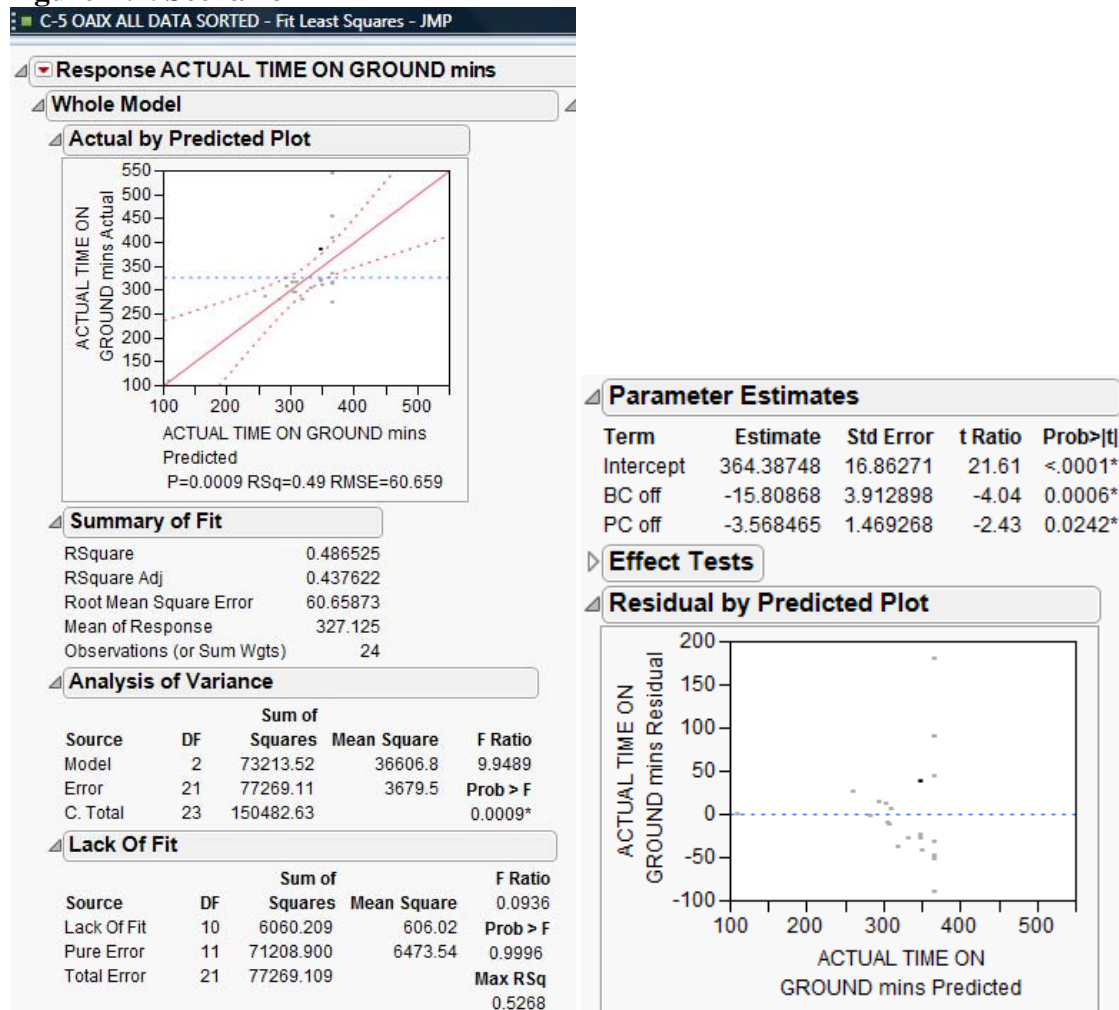 C-5 OAIX ALL DATA SORTED - Fit Least Squares - JMP
Response ACTUAL TIME ON GROUND mins
Whole Model
Actual by Predicted Plot
ACTUAL TIME ON
GROUND mins Actual
550
500
450
400
350
300
250
200
150
100
100 200 300 400 500
ACTUAL TIME ON GROUND mins
Predicted
P=0.0009 RSq=0.49 RMSE=60.659
Summary of Fit
RSquare 0.486525
RSquare Adj 0.437622
Root Mean Square Error 60.65873
Mean of Response 327.125
Observations (or Sum Wgts) 24
Analysis of Variance
Sum of
Source DF Squares Mean Square F Ratio
Model 2 73213.52 36606.8 9.9489
Error 21 77269.11 3679.5 Prob > F
C. Total 23 150482.63 0.0009*
Lack Of Fit
Sum of F Ratio
Source DF Squares Mean Square 0.0936
Lack Of Fit 10 6060.209 606.02 Prob > F
Pure Error 11 71208.900 6473.54 0.9996
Total Error 21 77269.109 Max RSq
0.5268
Parameter Estimates
Term Estimate Std Error t Ratio Prob>|t|
Intercept 364.38748 16.86271 21.61 <.0001*
BC off -15.80868 3.912898 -4.04 0.0006*
PC off -3.568465 1.469268 -2.43 0.0242*
Effect Tests
Residual by Predicted Plot
ACTUAL TIME ON
GROUND mins Residual
200
150
100
50
0
-50
-100
100 200 300 400 500
ACTUAL TIME ON
GROUND mins Predicted